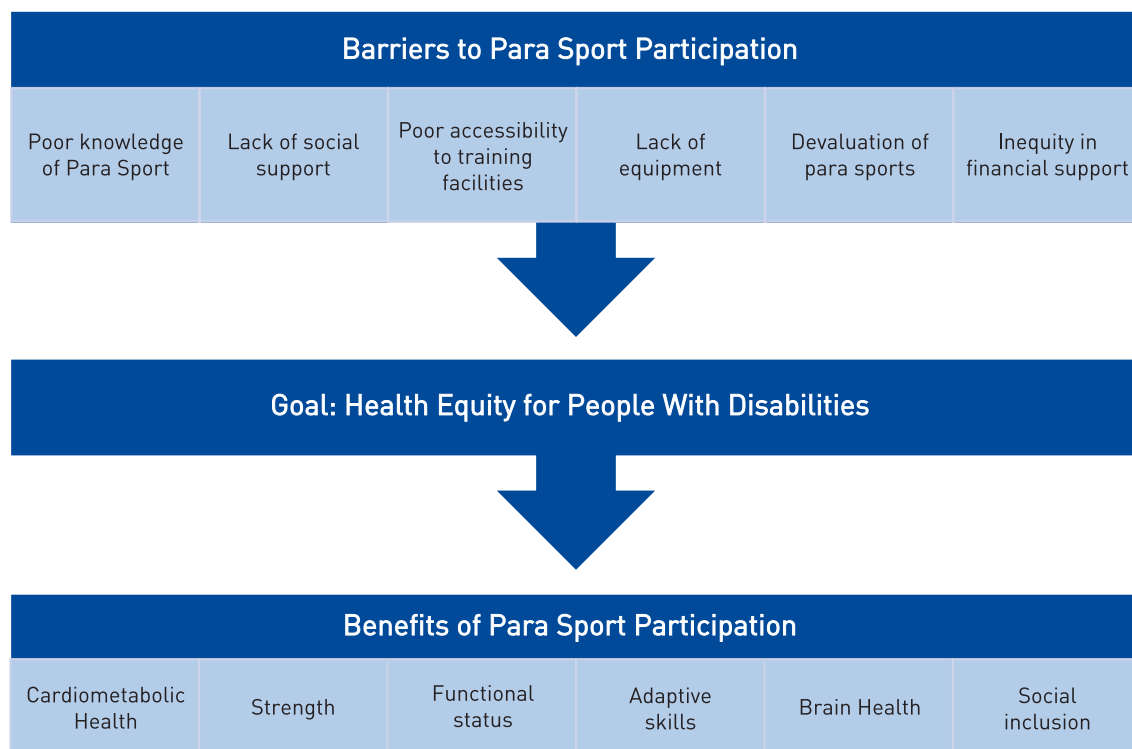 Barriers to Para Sport Participation
Poor knowledge
of Para Sport
Lack of social
support
Poor accessibility
to training
facilities
Lack of
equipment
Devaluation of
para sports
Inequity in
financial support
Goal: Health Equity for People With Disabilities
Benefits of Para Sport Participation
Cardiometabolic
Health
Strength
Functional
status
Adaptive
skills
Brain Health
Social
inclusion